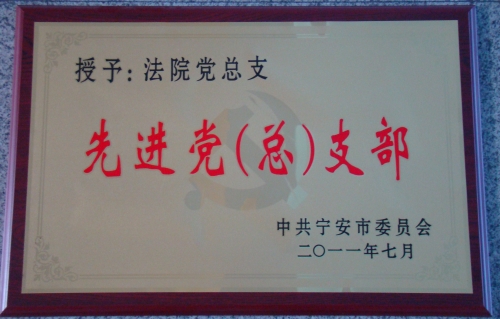 授予：法院党总支
先进党(总)支部
中共宁安市委员会
二〇一一年七月